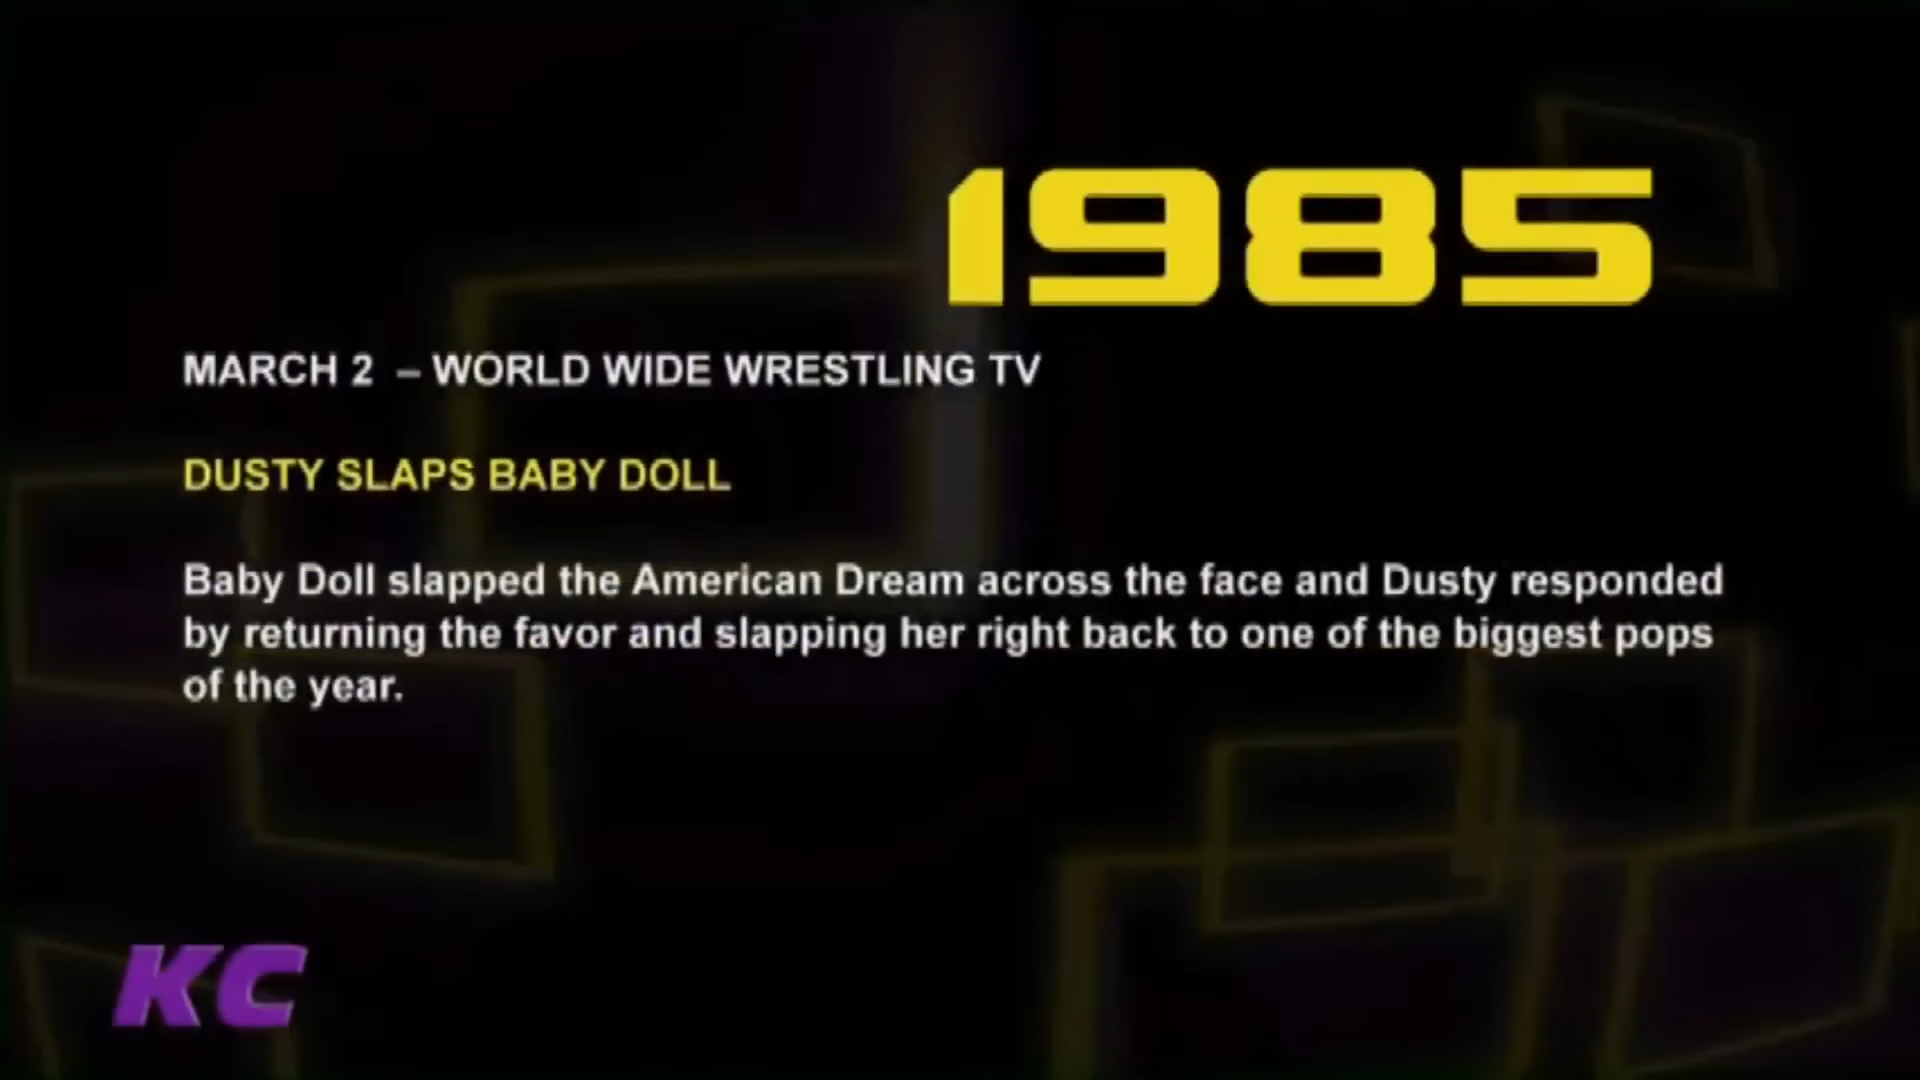 1985
MARCH 2 – WORLD WIDE WRESTLING TV
DUSTY SLAPS BABY DOLL
Baby Doll slapped the American Dream across the face and Dusty responded
by returning the favor and slapping her right back to one of the biggest pops
of the year.
KC